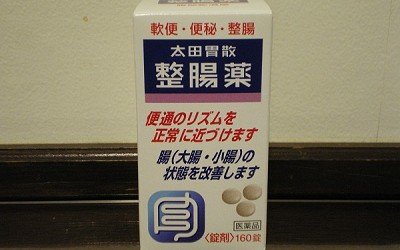 軟便・便秘・整腸
太田胃散
整腸薬
便通のリズムを
正常に近づけます
腸(大腸・小腸)の
状態を改善します
医薬品
〈錠剤〉160錠